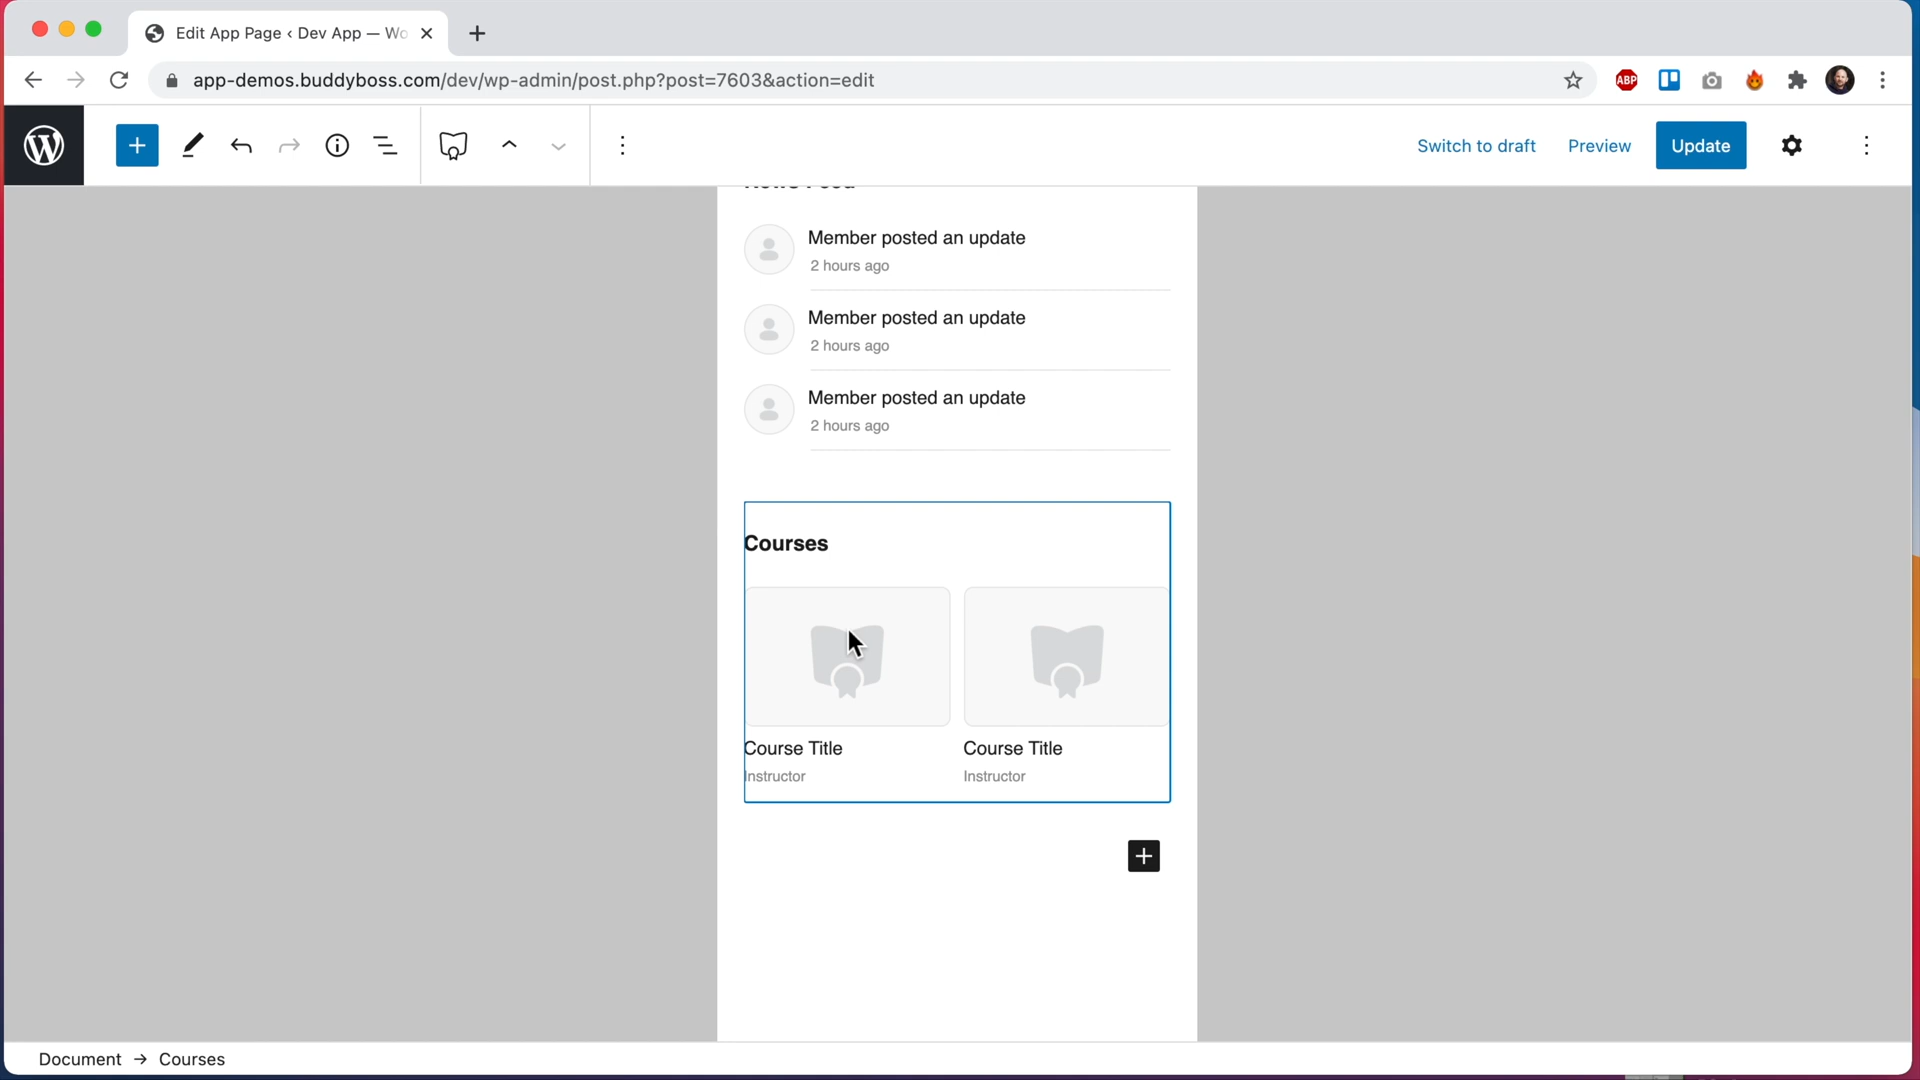 Edit App Page ‹ Dev App — Wo
app-demos.buddyboss.com/dev/wp-admin/post.php?post=7603&action=edit
ABP
Switch to draft
Preview
Update
Member posted an update
2 hours ago
Member posted an update
2 hours ago
Member posted an update
2 hours ago
Courses
Course Title
Instructor
Course Title
Instructor
Document → Courses